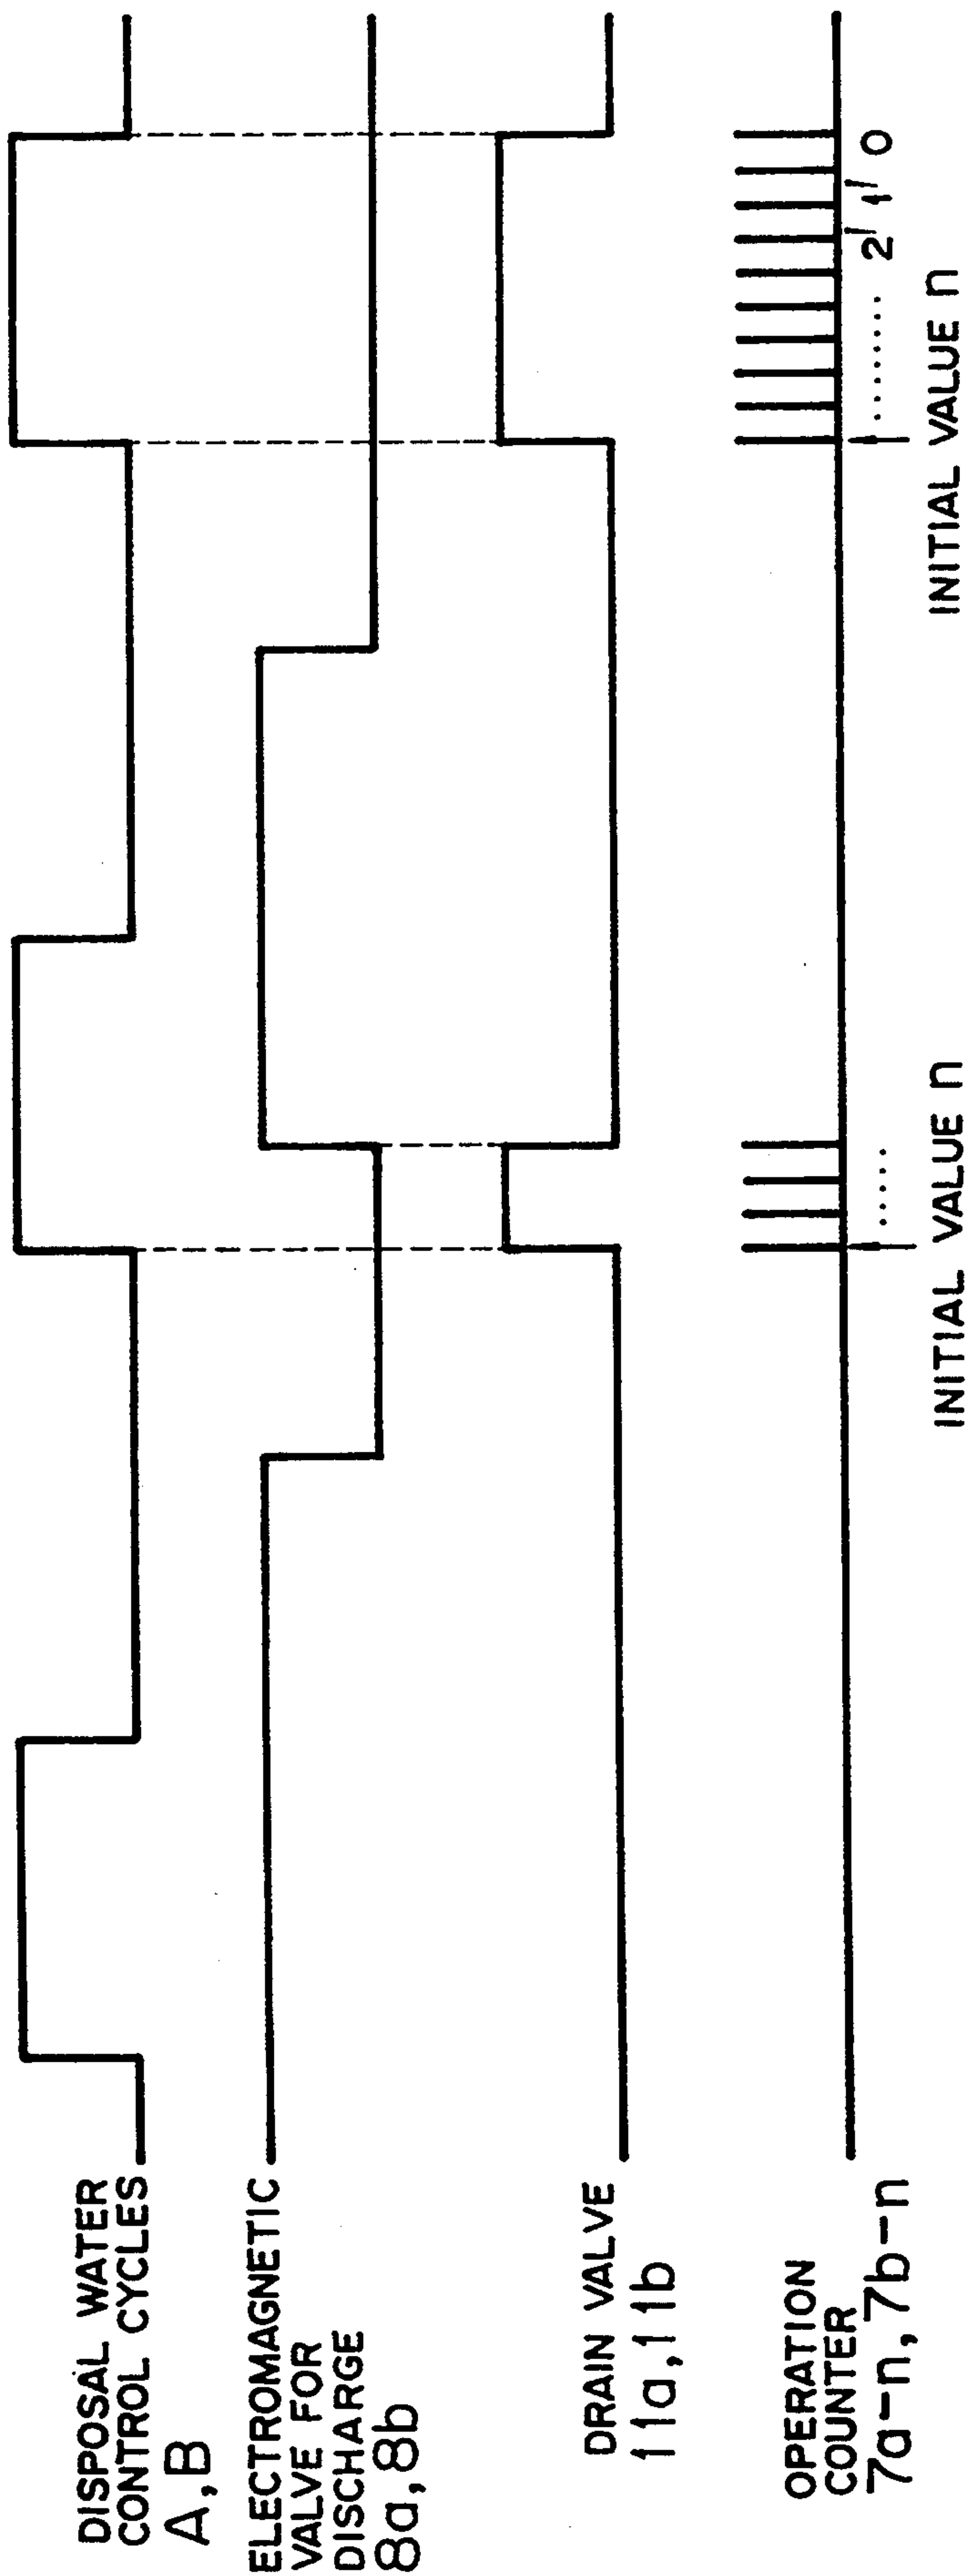 DISPOSAL WATER
CONTROL CYCLES
A,B
ELECTROMAGNETIC
VALVE FOR
DISCHARGE
8a,8b
DRAIN VALVE
11a,11b
OPERATION
COUNTER
7a-n,7b-n
INITIAL VALUE n
.....
INITIAL VALUE n
........
2 1 0